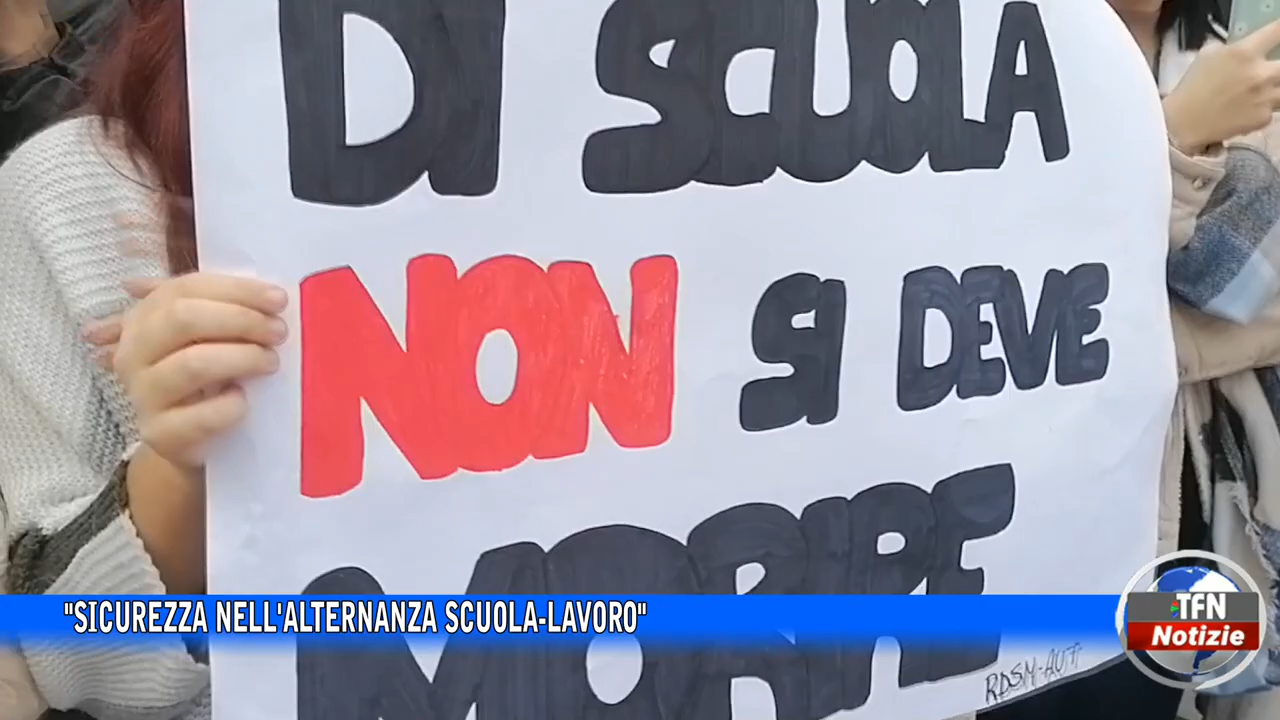 DI SCUOLA
NON SI DEVE
MORIRE
"SICUREZZA NELL'ALTERNANZA SCUOLA-LAVORO"
TFN
Notizie